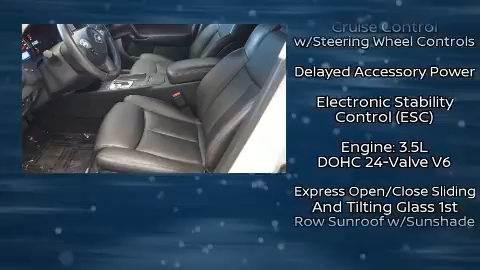 Cruise Control
w/Steering Wheel Controls
Delayed Accessory Power
Electronic Stability
Control (ESC)
Engine: 3.5L
DOHC 24-Valve V6
Express Open/Close Sliding
And Tilting Glass 1st
Row Sunroof w/Sunshade